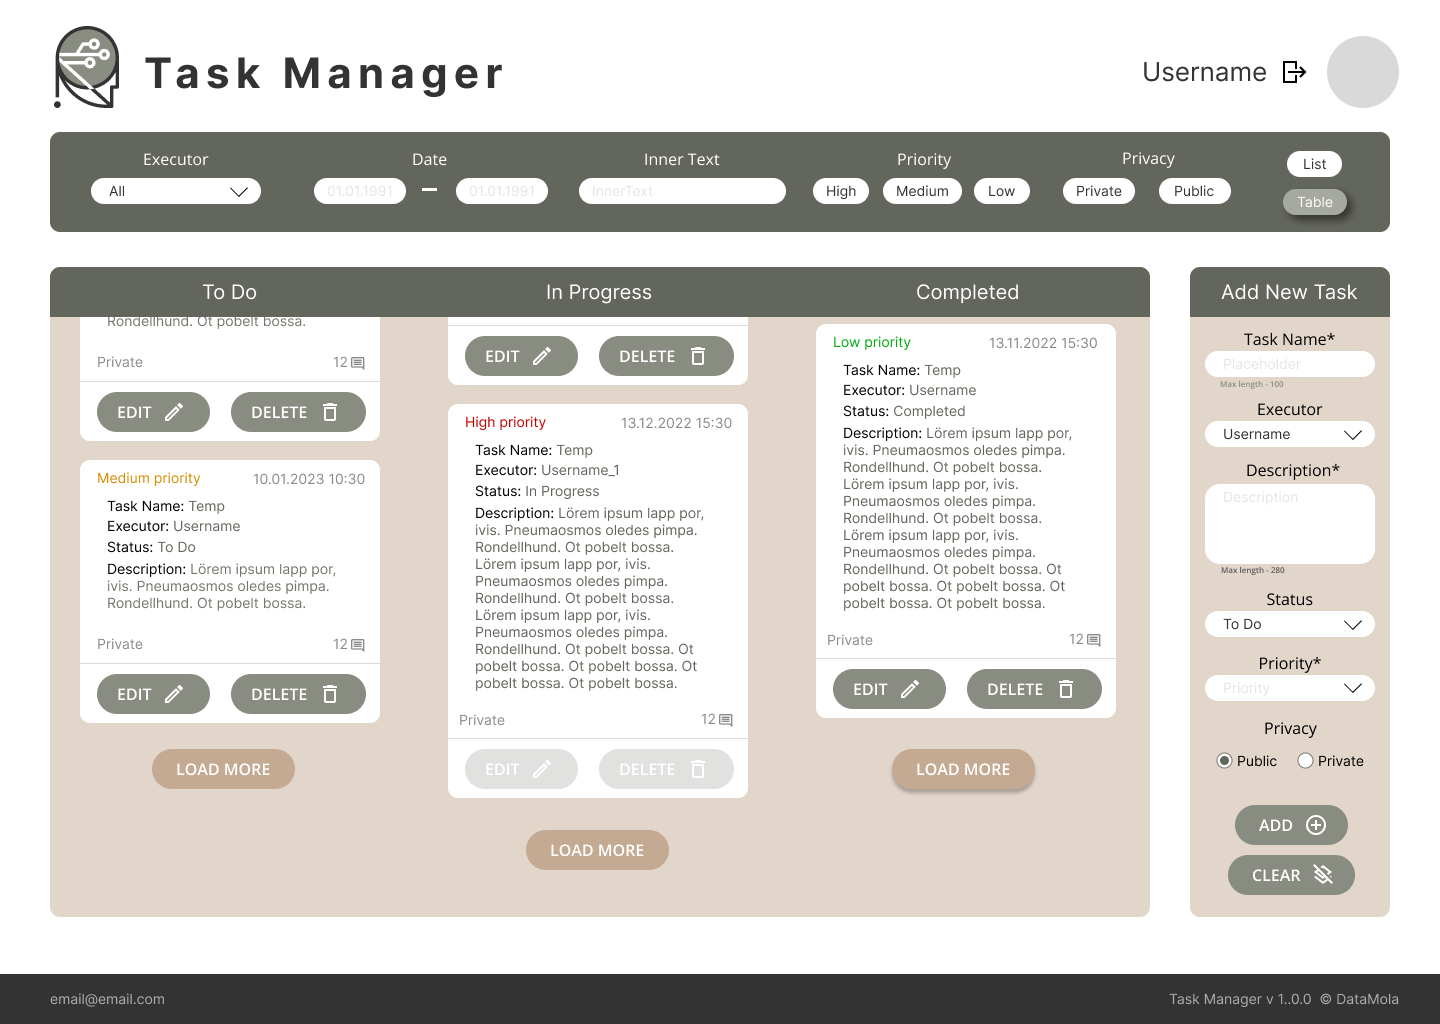 Task Manager
Username
Executor
Date
Inner Text
Priority
Privacy
All
01.01.1991
01.01.1991
InnerText
High
Medium
Low
Private
Public
List
Table
To Do
In Progress
Completed
Add New Task
Rondellhund. Ot pobelt bossa.
Private
12
EDIT
DELETE
Medium priority
10.01.2023 10:30
Task Name: Temp
Executor: Username
Status: To Do
Description: Lörem ipsum lapp por,
ivis. Pneumaosmos oledes pimpa.
Rondellhund. Ot pobelt bossa.
Private
12
EDIT
DELETE
LOAD MORE
EDIT
DELETE
High priority
13.12.2022 15:30
Task Name: Temp
Executor: Username_1
Status: In Progress
Description: Lörem ipsum lapp por,
ivis. Pneumaosmos oledes pimpa.
Rondellhund. Ot pobelt bossa.
Lörem ipsum lapp por, ivis.
Pneumaosmos oledes pimpa.
Rondellhund. Ot pobelt bossa.
Lörem ipsum lapp por, ivis.
Pneumaosmos oledes pimpa.
Rondellhund. Ot pobelt bossa. Ot
pobelt bossa. Ot pobelt bossa. Ot
pobelt bossa. Ot pobelt bossa.
Private
12
EDIT
DELETE
LOAD MORE
Low priority
13.11.2022 15:30
Task Name: Temp
Executor: Username
Status: Completed
Description: Lörem ipsum lapp por,
ivis. Pneumaosmos oledes pimpa.
Rondellhund. Ot pobelt bossa.
Lörem ipsum lapp por, ivis.
Pneumaosmos oledes pimpa.
Rondellhund. Ot pobelt bossa.
Lörem ipsum lapp por, ivis.
Pneumaosmos oledes pimpa.
Rondellhund. Ot pobelt bossa. Ot
pobelt bossa. Ot pobelt bossa. Ot
pobelt bossa. Ot pobelt bossa.
Private
12
EDIT
DELETE
LOAD MORE
Task Name*
Placeholder
Max length - 100
Executor
Username
Description*
Description
Max length - 280
Status
To Do
Priority*
Priority
Privacy
Public
Private
ADD
CLEAR
email@email.com
Task Manager v 1..0.0 © DataMola